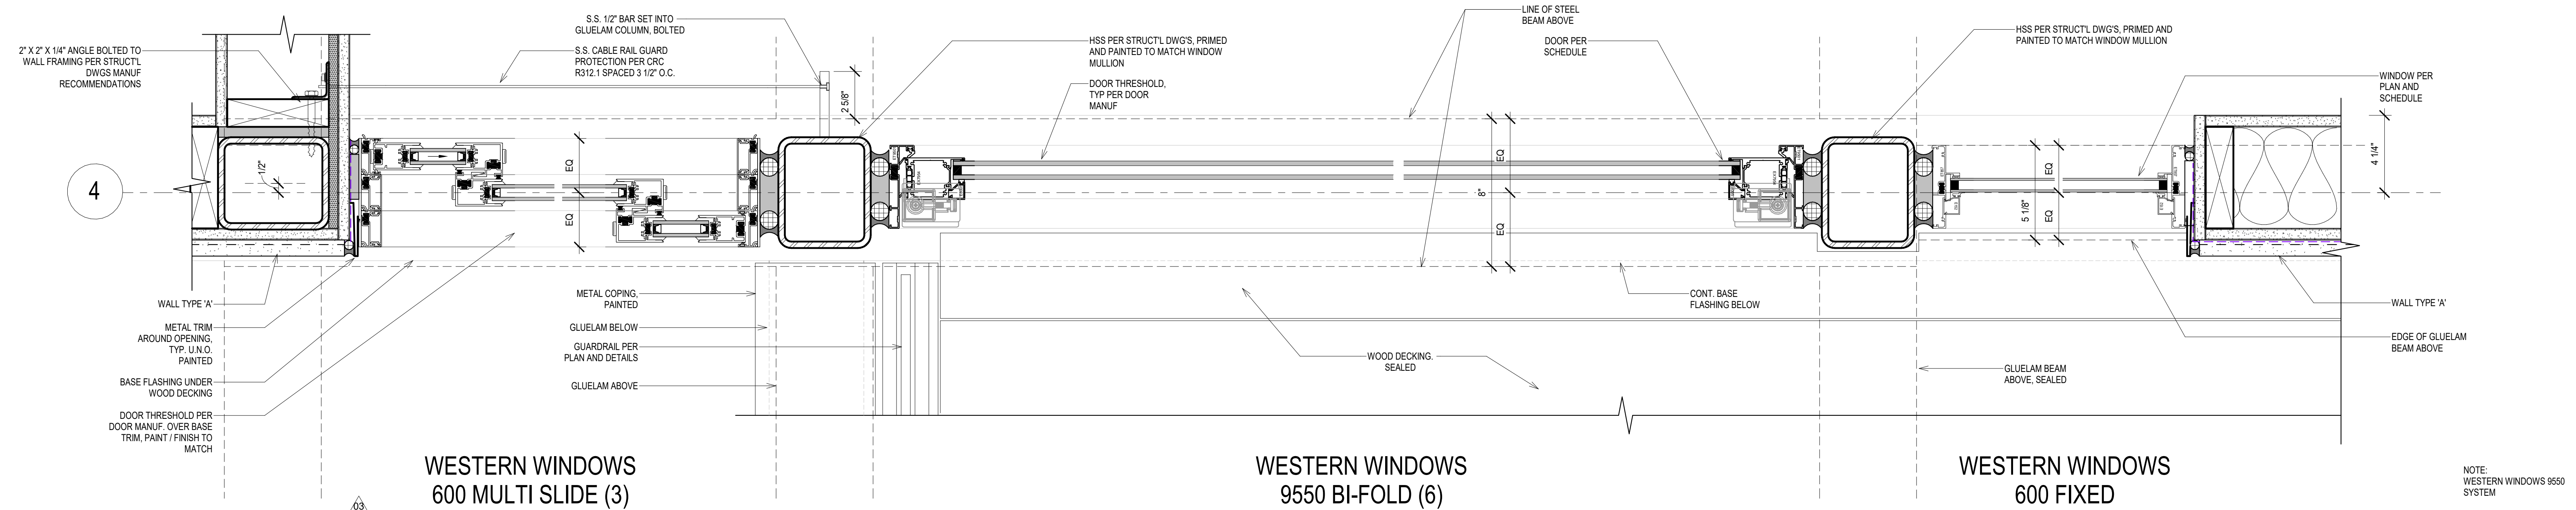 2" X 2" X 1/4" ANGLE BOLTED TO
WALL FRAMING PER STRUCT'L
DWGS MANUF
RECOMMENDATIONS
S.S. 1/2" BAR SET INTO
GLUELAM COLUMN, BOLTED
S.S. CABLE RAIL GUARD
PROTECTION PER CRC
R312.1 SPACED 3 1/2" O.C.
2 5/8"
HSS PER STRUCT'L DWG'S, PRIMED
AND PAINTED TO MATCH WINDOW
MULLION
DOOR THRESHOLD,
TYP PER DOOR
MANUF
LINE OF STEEL
BEAM ABOVE
DOOR PER
SCHEDULE
HSS PER STRUCT'L DWG'S, PRIMED AND
PAINTED TO MATCH WINDOW MULLION
WINDOW PER
PLAN AND
SCHEDULE
4
1/2"
EQ
EQ
8"
EQ
EQ
5 1/8"
EQ
EQ
4 1/4"
WALL TYPE 'A'
METAL TRIM
AROUND OPENING,
TYP. U.N.O.
PAINTED
BASE FLASHING UNDER
WOOD DECKING
DOOR THRESHOLD PER
DOOR MANUF. OVER BASE
TRIM, PAINT / FINISH TO
MATCH
METAL COPING,
PAINTED
GLUELAM BELOW
GUARDRAIL PER
PLAN AND DETAILS
GLUELAM ABOVE
CONT. BASE
FLASHING BELOW
WOOD DECKING.
SEALED
GLUELAM BEAM
ABOVE, SEALED
WALL TYPE 'A'
EDGE OF GLUELAM
BEAM ABOVE
WESTERN WINDOWS
600 MULTI SLIDE (3)
WESTERN WINDOWS
9550 BI-FOLD (6)
WESTERN WINDOWS
600 FIXED
NOTE:
WESTERN WINDOWS 9550
SYSTEM
03